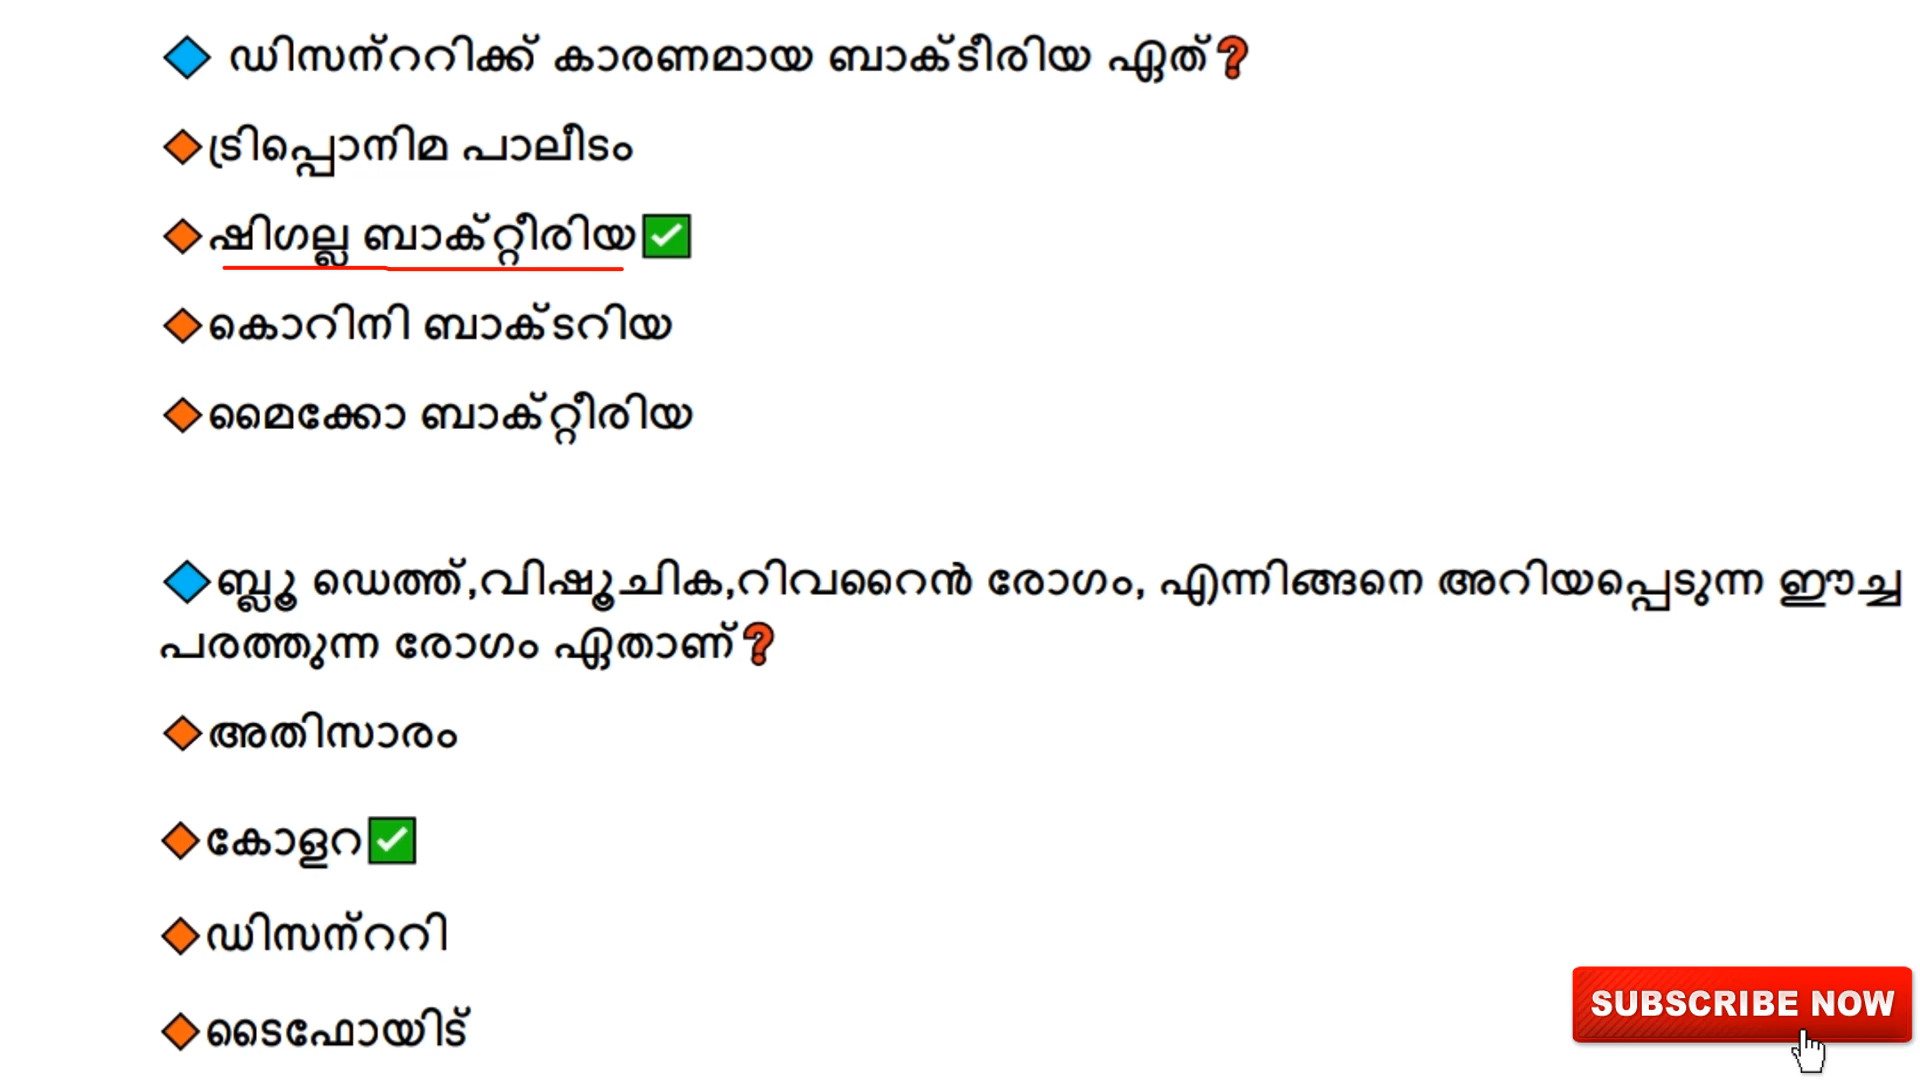 ഡിസന്ററിക്ക് കാരണമായ ബാക്ടീരിയ ഏത്❓
ട്രിപ്പൊനിമ പാലീടം
ഷിഗല്ല ബാക്റ്റീരിയ✅
കൊറിനി ബാക്ടറിയ
മൈക്കോ ബാക്റ്റീരിയ
ബ്ലൂ ഡെത്ത്,വിഷൂചിക,റിവറൈൻ രോഗം, എന്നിങ്ങനെ അറിയപ്പെടുന്ന ഈച്ച
പരത്തുന്ന രോഗം ഏതാണ്❓
അതിസാരം
കോളറ✅
ഡിസന്ററി
ടൈഫോയിട്
SUBSCRIBE NOW